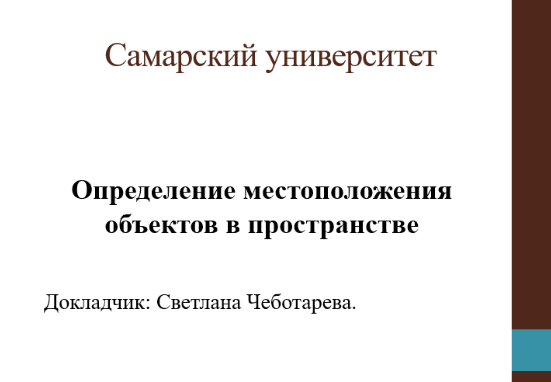 Самарский университет
Определение местоположения
объектов в пространстве
Докладчик: Светлана Чеботарева.